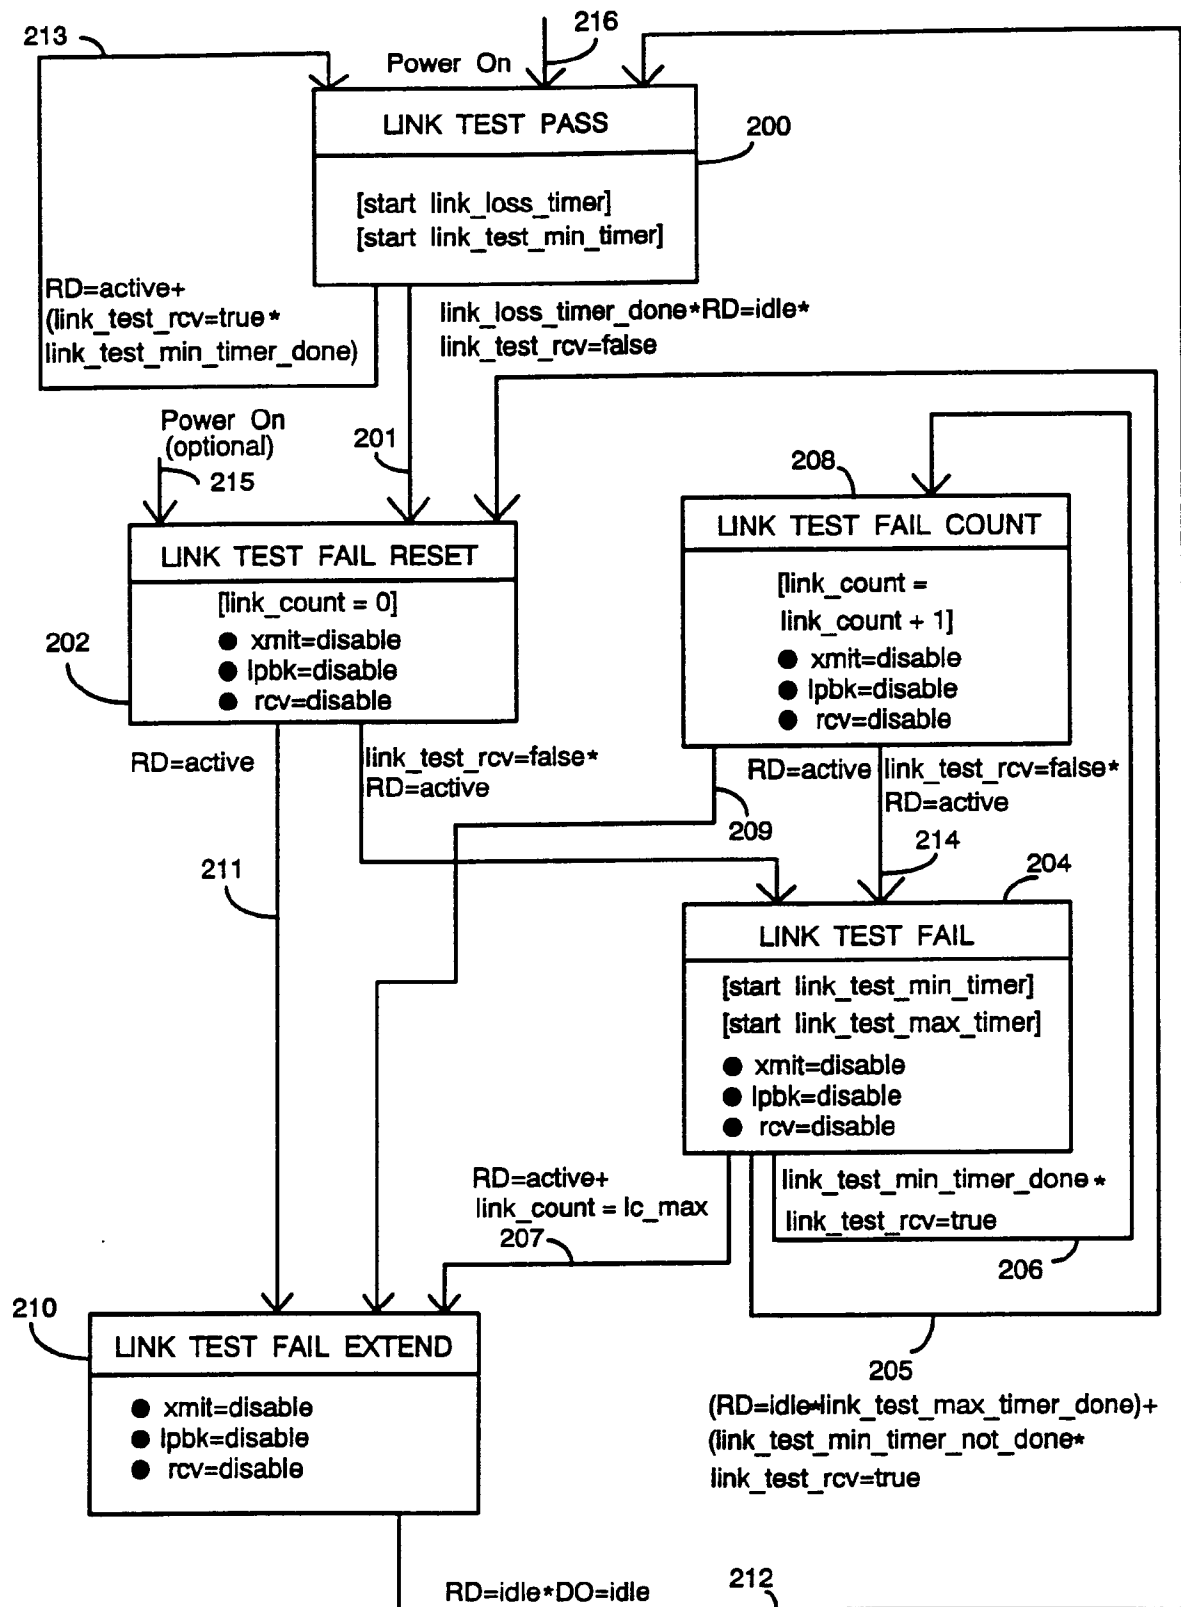 213
216
Power On
LINK TEST PASS
200
[start link_loss_timer]
[start link_test_min_timer]
RD=active+
(link_test_rcv=true*
link_test_min_timer_done)
link_loss_timer_done*RD=idle*
link_test_rcv=false
Power On
(optional)
215
201
208
LINK TEST FAIL RESET
[link_count = 0]
● xmit=disable
● lpbk=disable
● rcv=disable
202
LINK TEST FAIL COUNT
[link_count =
link_count + 1]
● xmit=disable
● lpbk=disable
● rcv=disable
RD=active
link_test_rcv=false*
RD=active
RD=active
link_test_rcv=false*
RD=active
209
214
211
204
LINK TEST FAIL
[start link_test_min_timer]
[start link_test_max_timer]
● xmit=disable
● lpbk=disable
● rcv=disable
RD=active+
link_count = lc_max
207
link_test_min_timer_done*
link_test_rcv=true
206
210
LINK TEST FAIL EXTEND
● xmit=disable
● lpbk=disable
● rcv=disable
205
(RD=idle*link_test_max_timer_done)+
(link_test_min_timer_not_done*
link_test_rcv=true
RD=idle*DO=idle
212